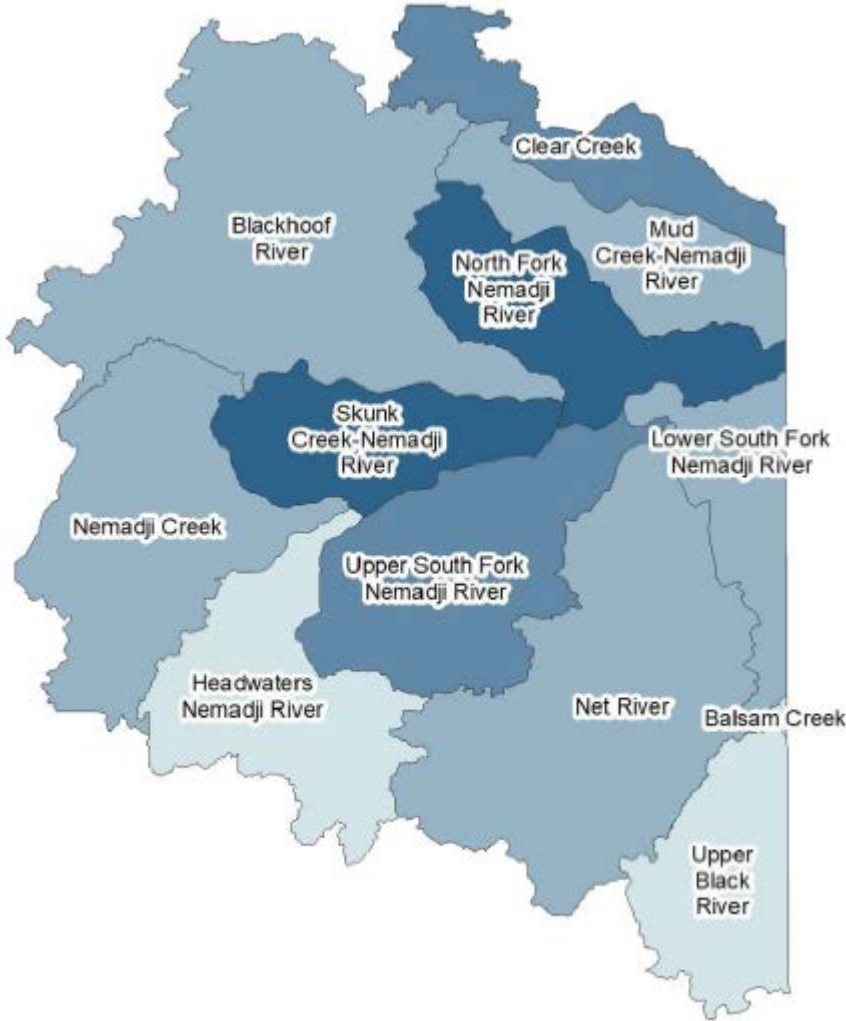 Clear Creek
Blackhoof
River
Mud
Creek-Nemadji
River
North Fork
Nemadji
River
Skunk
Creek-Nemadji
River
Lower South Fork
Nemadji River
Nemadji Creek
Upper South Fork
Nemadji River
Headwaters
Nemadji River
Net River
Balsam Creek
Upper
Black
River